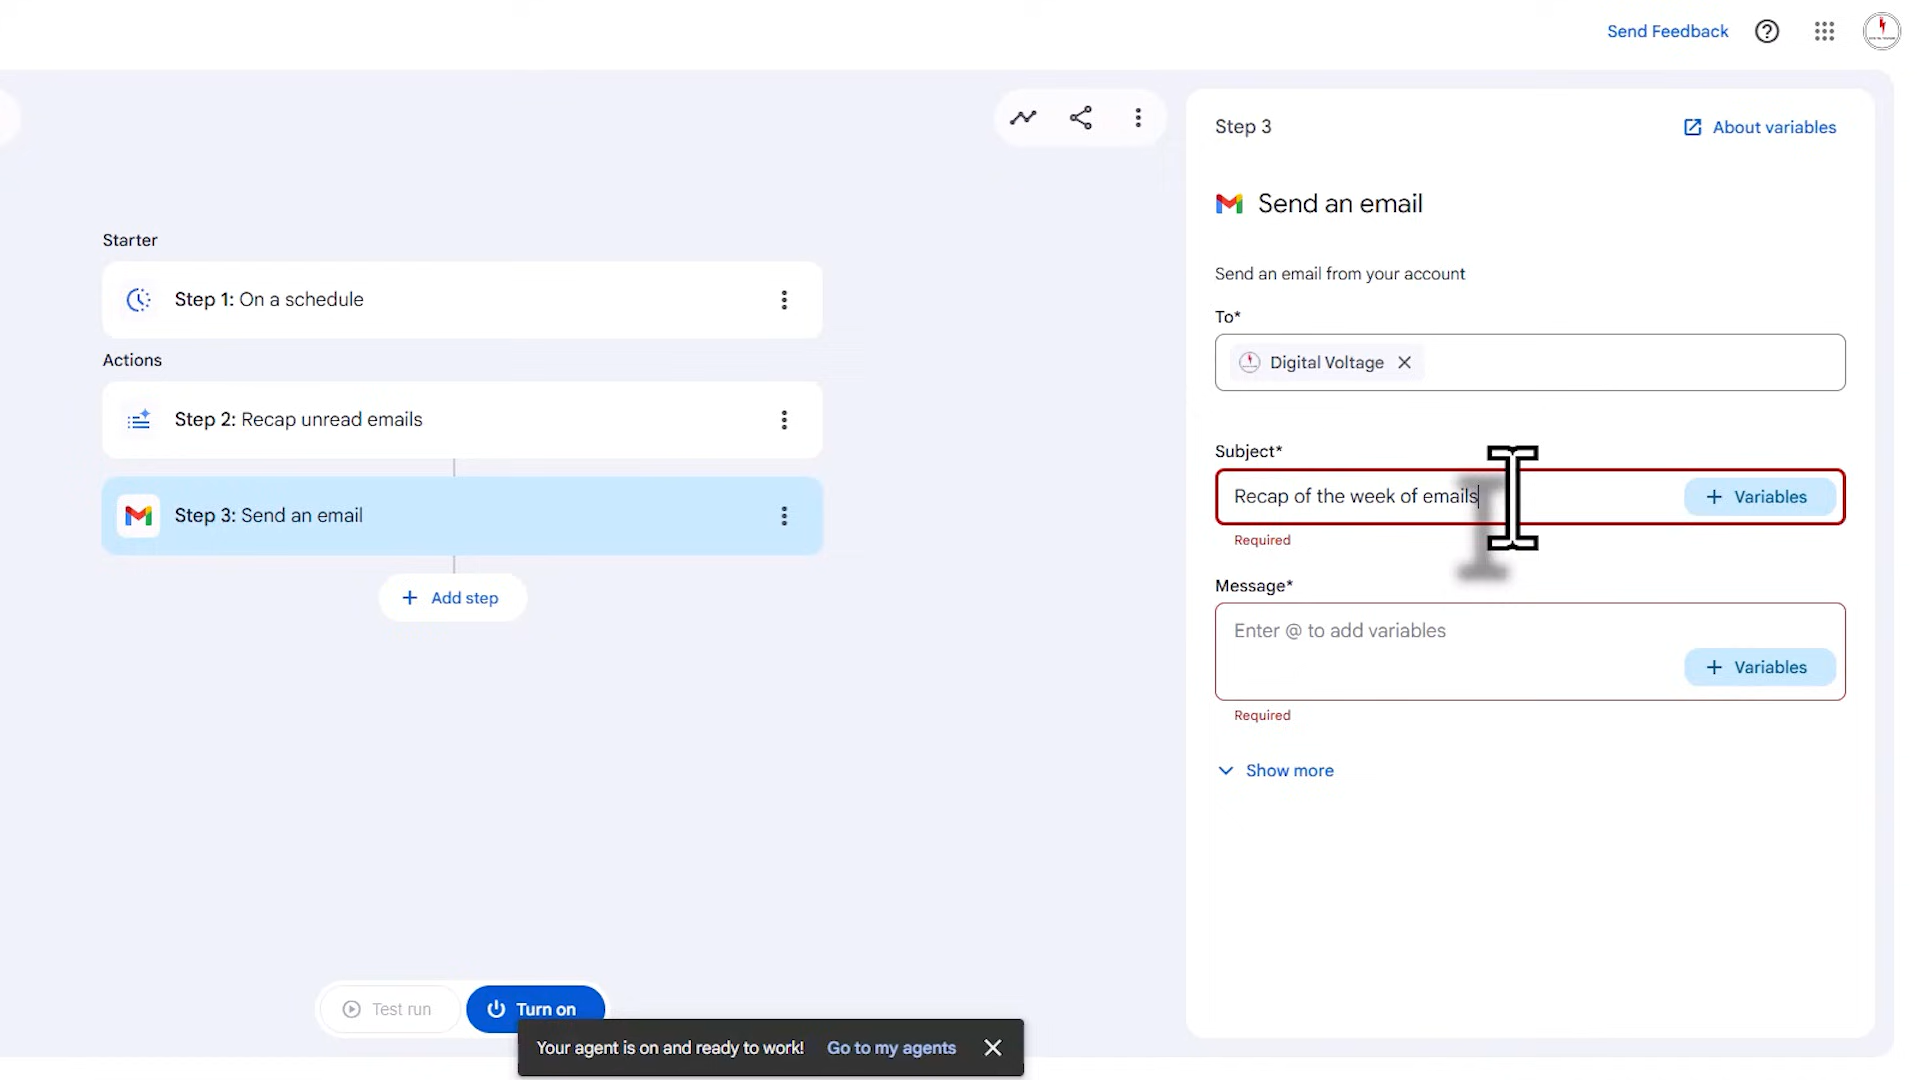 Send Feedback
Step 3
About variables
Send an email
Starter
Send an email from your account
Step 1: On a schedule
To*
Actions
Digital Voltage
Step 2: Recap unread emails
Subject*
Recap of the week of emails
+ Variables
Step 3: Send an email
Required
Message*
+ Add step
Enter @ to add variables
+ Variables
Required
Show more
Test run
Turn on
Your agent is on and ready to work! Go to my agents